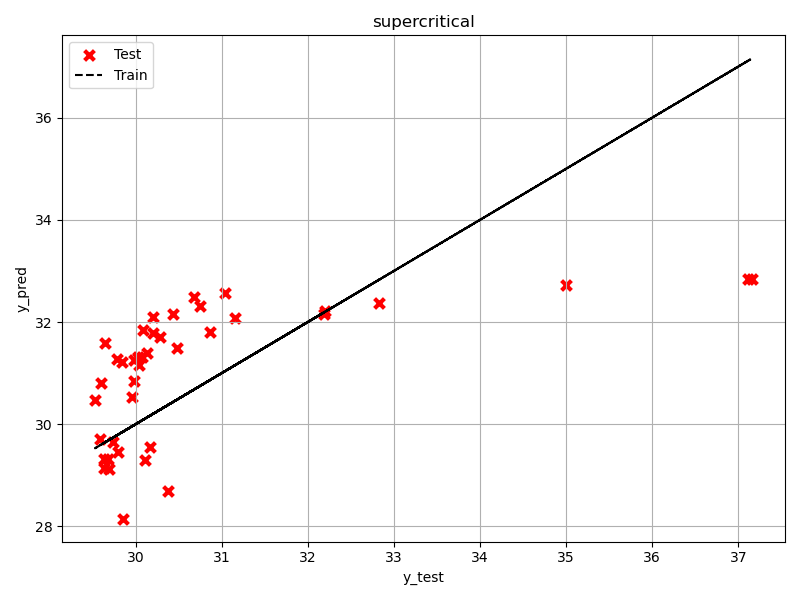 supercritical
Test
Train
y_pred
36
34
32
30
28
30 31 32 33 34 35 36 37
y_test